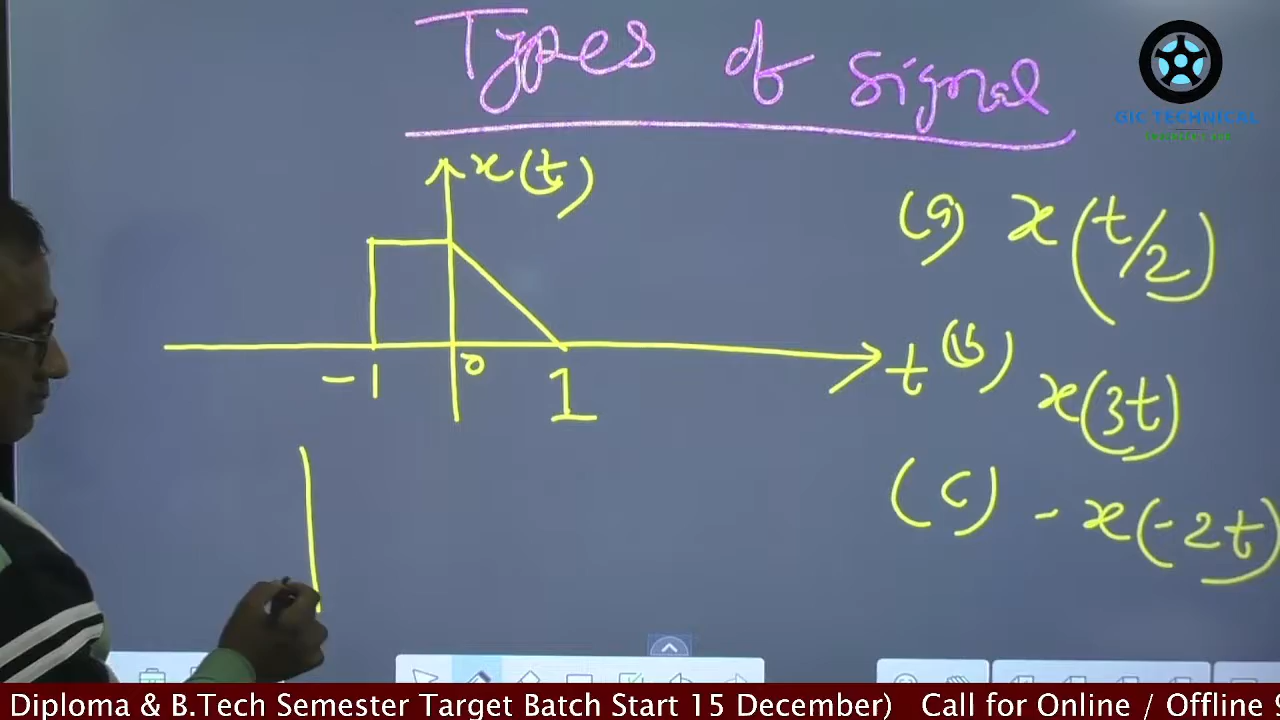 Types of signal
GIC TECHNICAL
x(t)
(a) x(t/2)
-1
0
1
t
(b) x(3t)
(c) - x(-2t)
Diploma & B.Tech Semester Target Batch Start 15 December) Call for Online / Offline